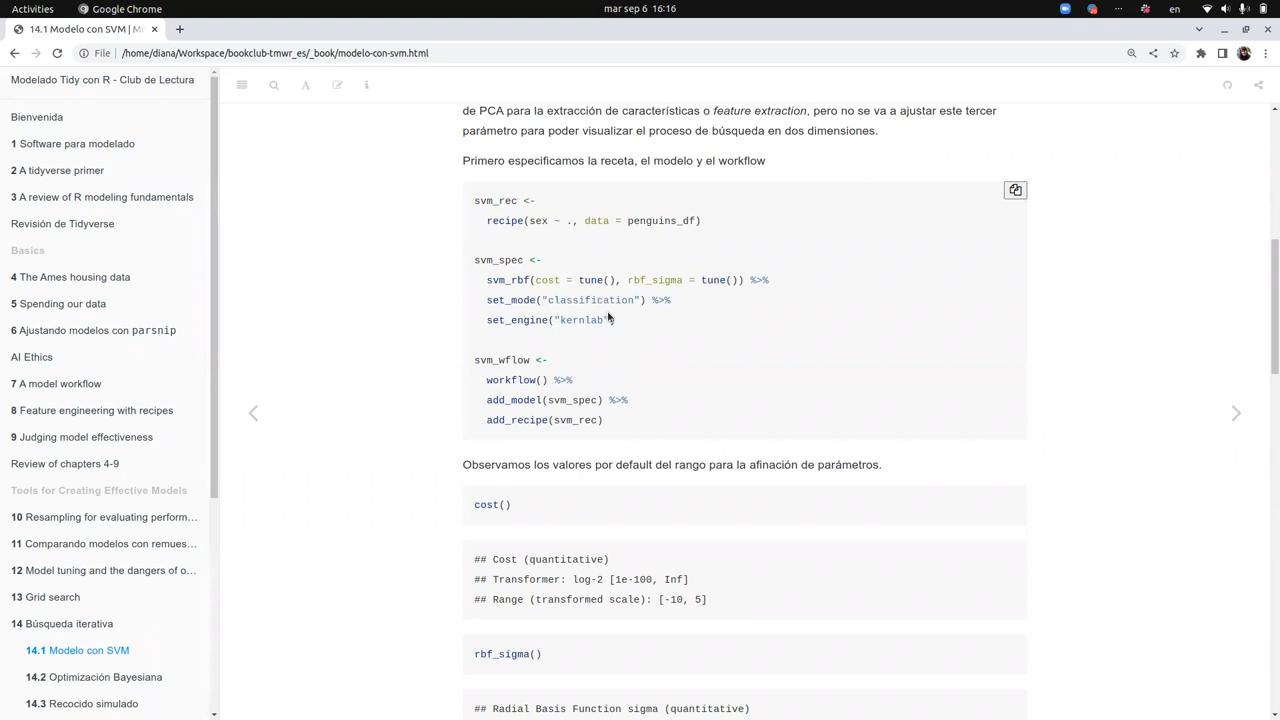 Activities
Google Chrome
mar sep 6 16:16
en
14.1 Modelo con SVM | Mo
File
/home/diana/Workspace/bookclub-tmwr_es/_book/modelo-con-svm.html
Modelado Tidy con R - Club de Lectura
Bienvenida
1 Software para modelado
2 A tidyverse primer
3 A review of R modeling fundamentals
Revisión de Tidyverse
Basics
4 The Ames housing data
5 Spending our data
6 Ajustando modelos con parsnip
AI Ethics
7 A model workflow
8 Feature engineering with recipes
9 Judging model effectiveness
Review of chapters 4-9
Tools for Creating Effective Models
10 Resampling for evaluating perform…
11 Comparando modelos con remues…
12 Model tuning and the dangers of o…
13 Grid search
14 Búsqueda iterativa
14.1 Modelo con SVM
14.2 Optimización Bayesiana
14.3 Recocido simulado
de PCA para la extracción de características o feature extraction, pero no se va a ajustar este tercer
parámetro para poder visualizar el proceso de búsqueda en dos dimensiones.
Primero especificamos la receta, el modelo y el workflow
svm_rec <-
recipe(sex ~ ., data = penguins_df)
svm_spec <-
svm_rbf(cost = tune(), rbf_sigma = tune()) %>%
set_mode("classification") %>%
set_engine("kernlab")
svm_wflow <-
workflow() %>%
add_model(svm_spec) %>%
add_recipe(svm_rec)
Observamos los valores por default del rango para la afinación de parámetros.
cost()
## Cost (quantitative)
## Transformer: log-2 [1e-100, Inf]
## Range (transformed scale): [-10, 5]
rbf_sigma()
## Radial Basis Function sigma (quantitative)